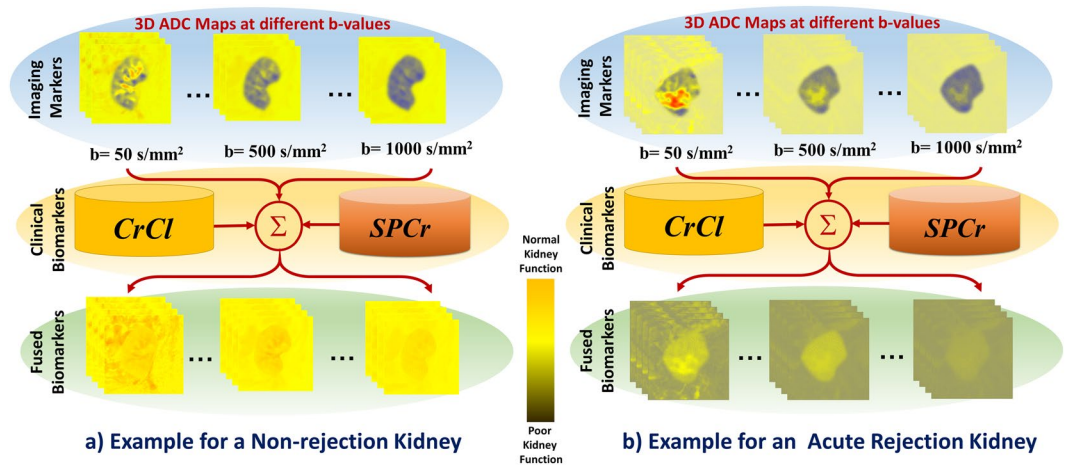 3D ADC Maps at different b-values
Imaging
Markers
... ...
b= 50 s/mm² b= 500 s/mm² b= 1000 s/mm²
Clinical
Biomarkers
CrCl Σ SPCr
Fused
Biomarkers
... ...
a) Example for a Non-rejection Kidney
Normal
Kidney
Function
Poor
Kidney
Function
3D ADC Maps at different b-values
Imaging
Markers
... ...
b= 50 s/mm² b= 500 s/mm² b= 1000 s/mm²
Clinical
Biomarkers
CrCl Σ SPCr
Fused
Biomarkers
... ...
b) Example for an Acute Rejection Kidney